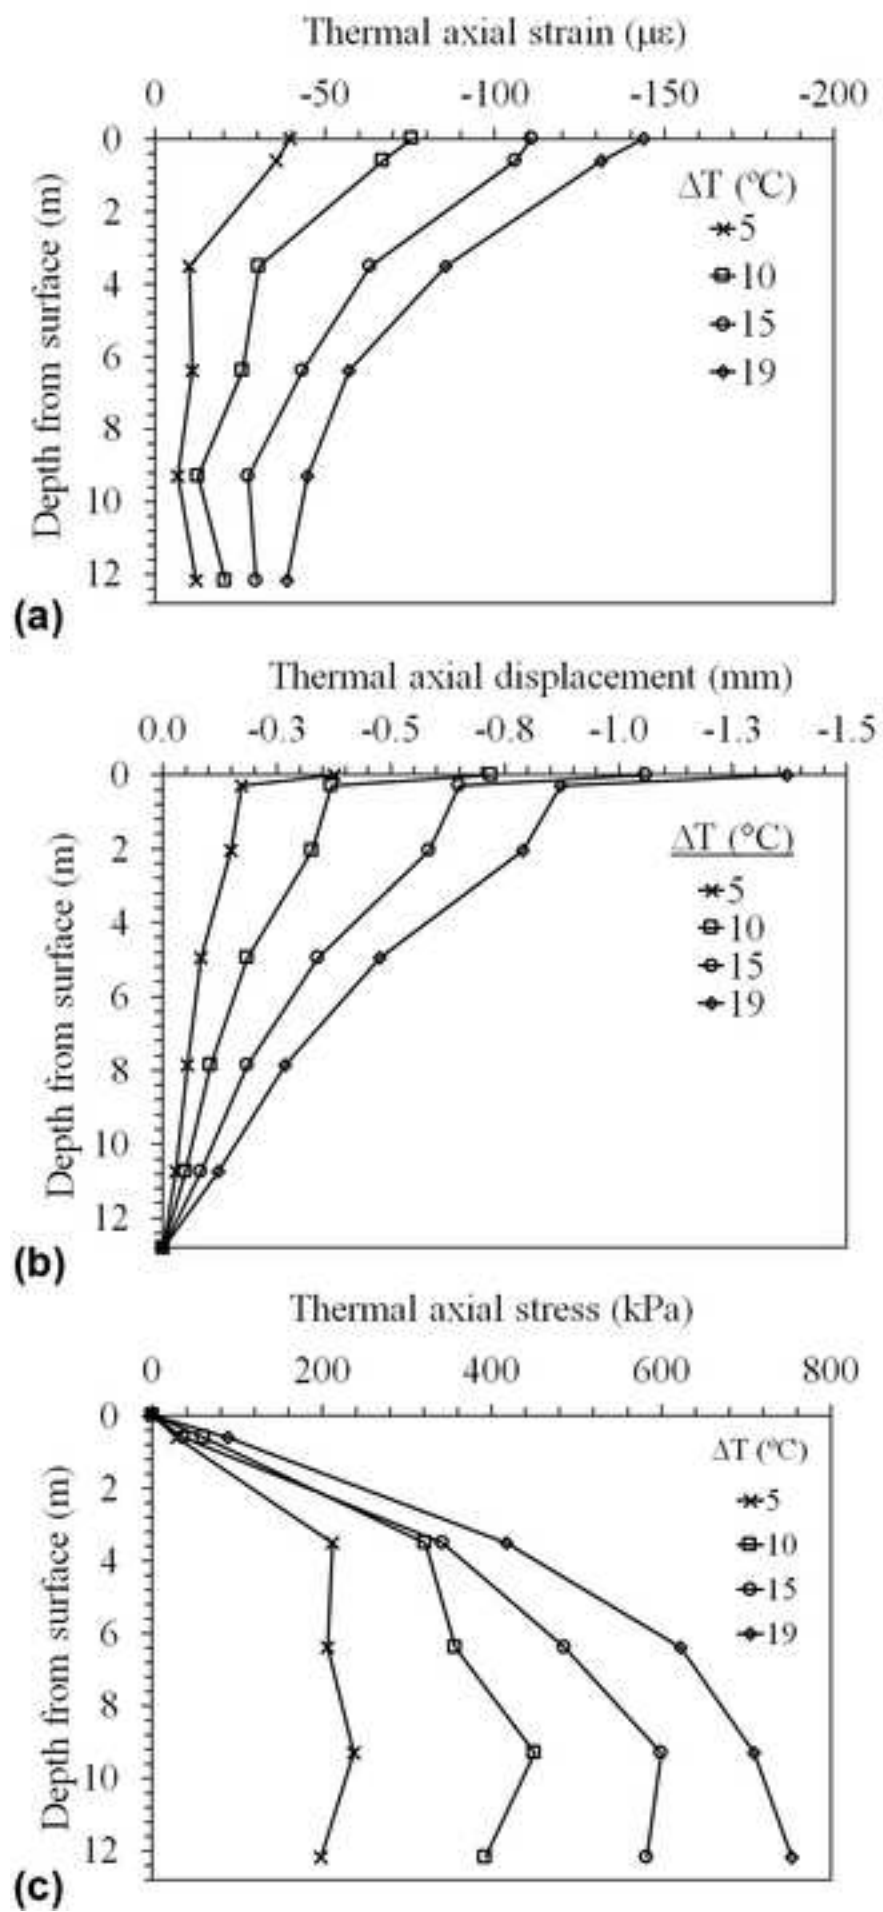 Thermal axial strain (με)
0 -50 -100 -150 -200
Depth from surface (m)
0
2
4
6
8
10
12
ΔT (ºC)
5
10
15
19
(a)
Thermal axial displacement (mm)
0.0 -0.3 -0.5 -0.8 -1.0 -1.3 -1.5
Depth from surface (m)
0
2
4
6
8
10
12
ΔT (°C)
5
10
15
19
(b)
Thermal axial stress (kPa)
0 200 400 600 800
Depth from surface (m)
0
2
4
6
8
10
12
ΔT (ºC)
5
10
15
19
(c)